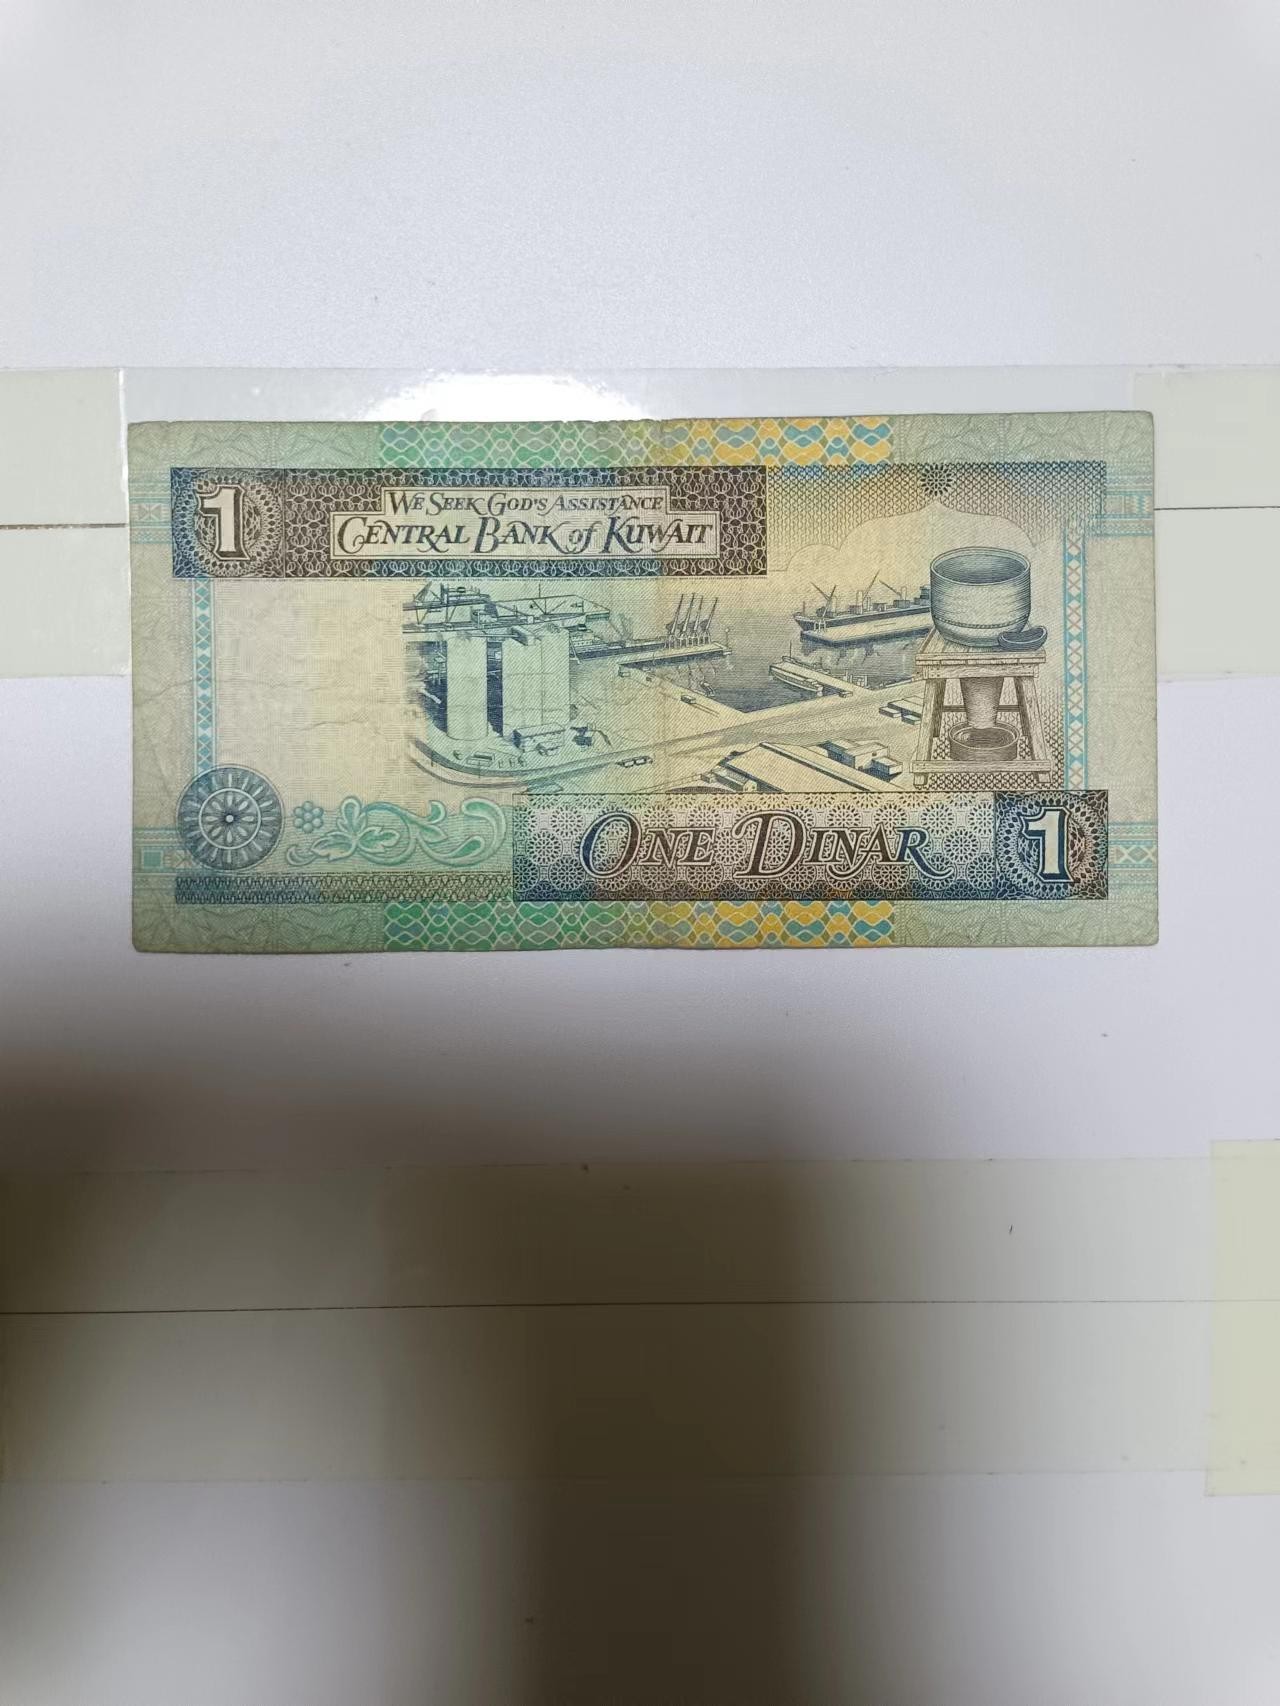 1
WE SEEK GOD'S ASSISTANCE
CENTRAL BANK of KUWAIT
ONE DINAR
1